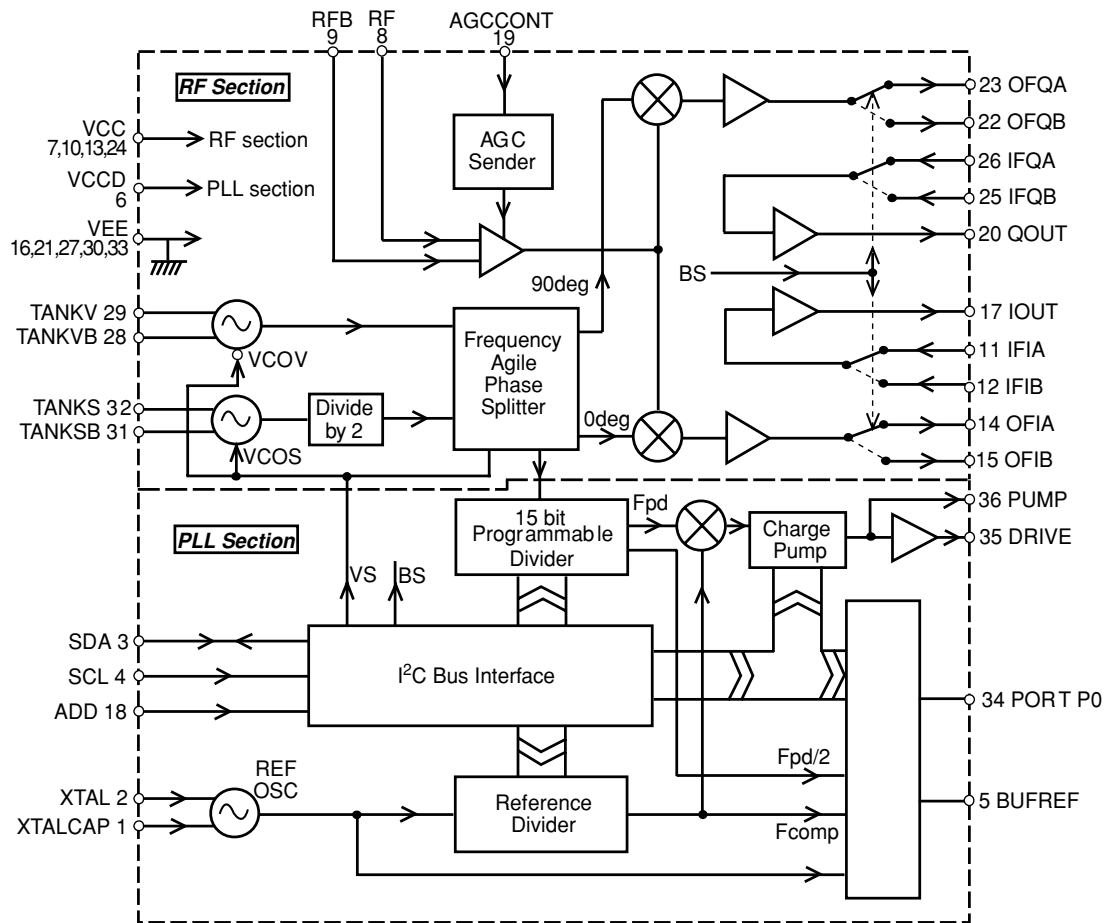 RFB
9
RF
8
AGCCONT
19
RF Section
VCC
7,10,13,24
RF section
VCCD
6
PLL section
VEE
16,21,27,30,33
AGC
Sender
23 OFQA
22 OFQB
26 IFQA
25 IFQB
20 QOUT
BS
90deg
TANKV 29
TANKVB 28
VCOV
Frequency
Agile
Phase
Splitter
17 IOUT
11 IFIA
12 IFIB
TANKS 32
TANKSB 31
VCOS
Divide
by 2
0deg
14 OFIA
15 OFIB
PLL Section
15 bit
Programmable
Divider
Fpd
Charge
Pump
36 PUMP
35 DRIVE
VS
BS
SDA 3
SCL 4
ADD 18
I²C Bus Interface
34 PORT P0
Fpd/2
REF
OSC
XTAL 2
XTALCAP 1
Reference
Divider
Fcomp
5 BUFREF